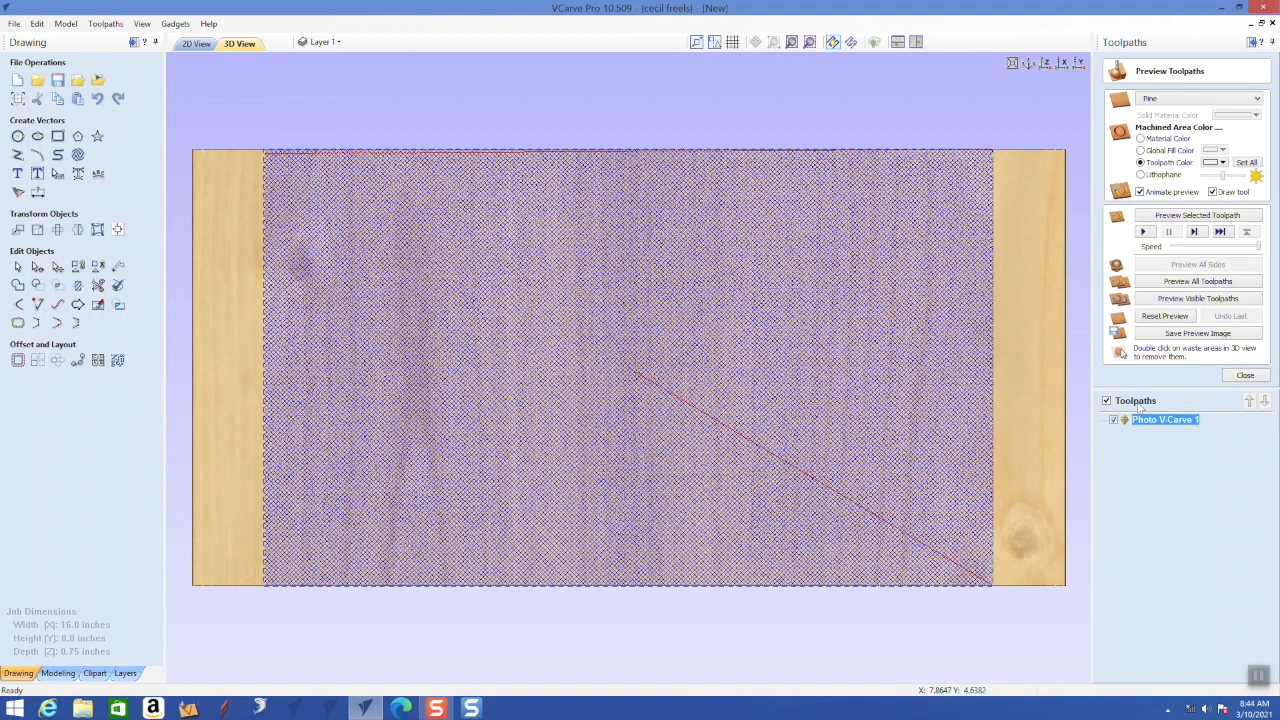 VCarve Pro 10.509 - {cecil freels} - [New]
File Edit Model Toolpaths View Gadgets Help
Drawing
2D View 3D View Layer 1
Toolpaths
File Operations
Create Vectors
Transform Objects
Edit Objects
Offset and Layout
Job Dimensions
Width (X): 16.0 inches
Height (Y): 8.0 inches
Depth (Z): 0.75 inches
Drawing Modeling Clipart Layers
Ready
X: 7.8647 Y: 4.6382
Preview Toolpaths
Pine
Solid Material Color
Machined Area Color ....
Material Color
Global Fill Color
Toolpath Color Set All
Lithophane
Animate preview Draw tool
Preview Selected Toolpath
Speed
Preview All Sides
Preview All Toolpaths
Preview Visible Toolpaths
Reset Preview Undo Last
Save Preview Image
Double click on waste areas in 3D view
to remove them.
Close
Toolpaths
Photo V-Carve 1
8:44 AM
3/10/2021